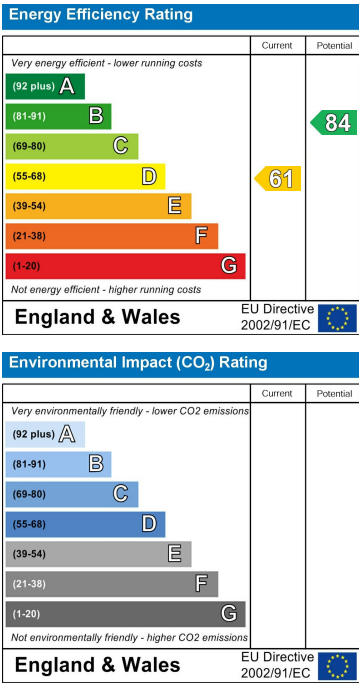 Energy Efficiency Rating
Current Potential
Very energy efficient - lower running costs
(92 plus) A
(81-91) B
84
(69-80) C
(55-68) D
61
(39-54) E
(21-38) F
(1-20) G
Not energy efficient - higher running costs
England & Wales
EU Directive
2002/91/EC
Environmental Impact (CO₂) Rating
Current Potential
Very environmentally friendly - lower CO2 emissions
(92 plus) A
(81-91) B
(69-80) C
(55-68) D
(39-54) E
(21-38) F
(1-20) G
Not environmentally friendly - higher CO2 emissions
England & Wales
EU Directive
2002/91/EC